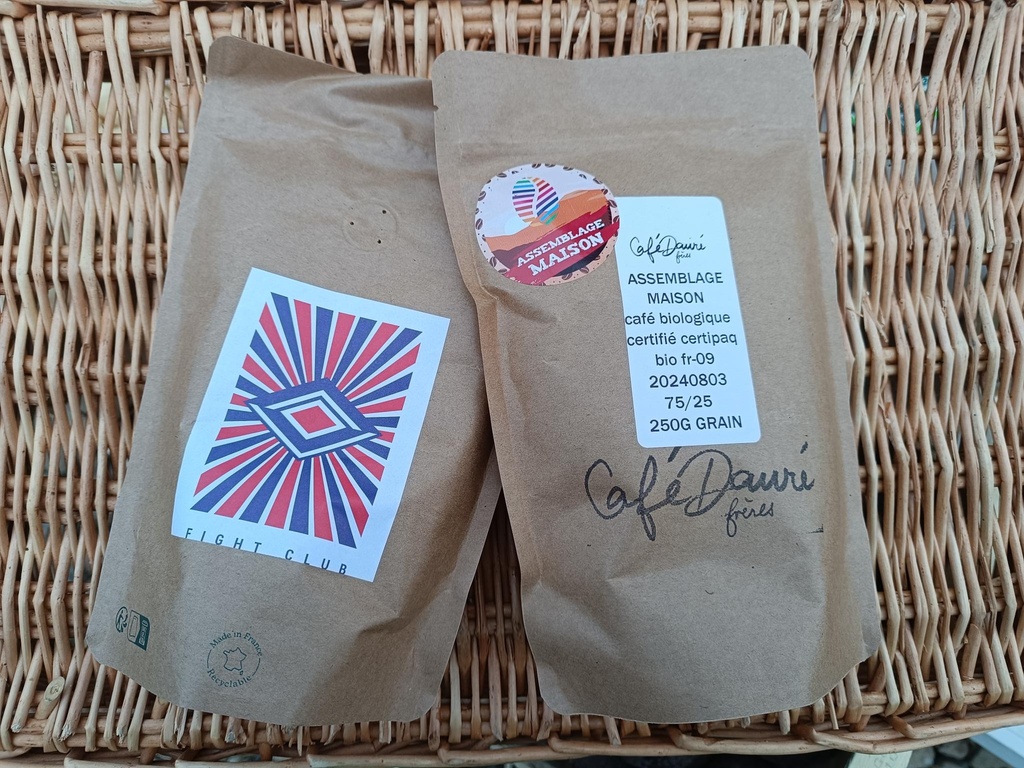 FIGHT CLUB
Made in France
Recyclable
ASSEMBLAGE
MAISON
Café Dauré
frères
ASSEMBLAGE
MAISON
café biologique
certifié certipaq
bio fr-09
20240803
75/25
250G GRAIN
Café Dauré
frères